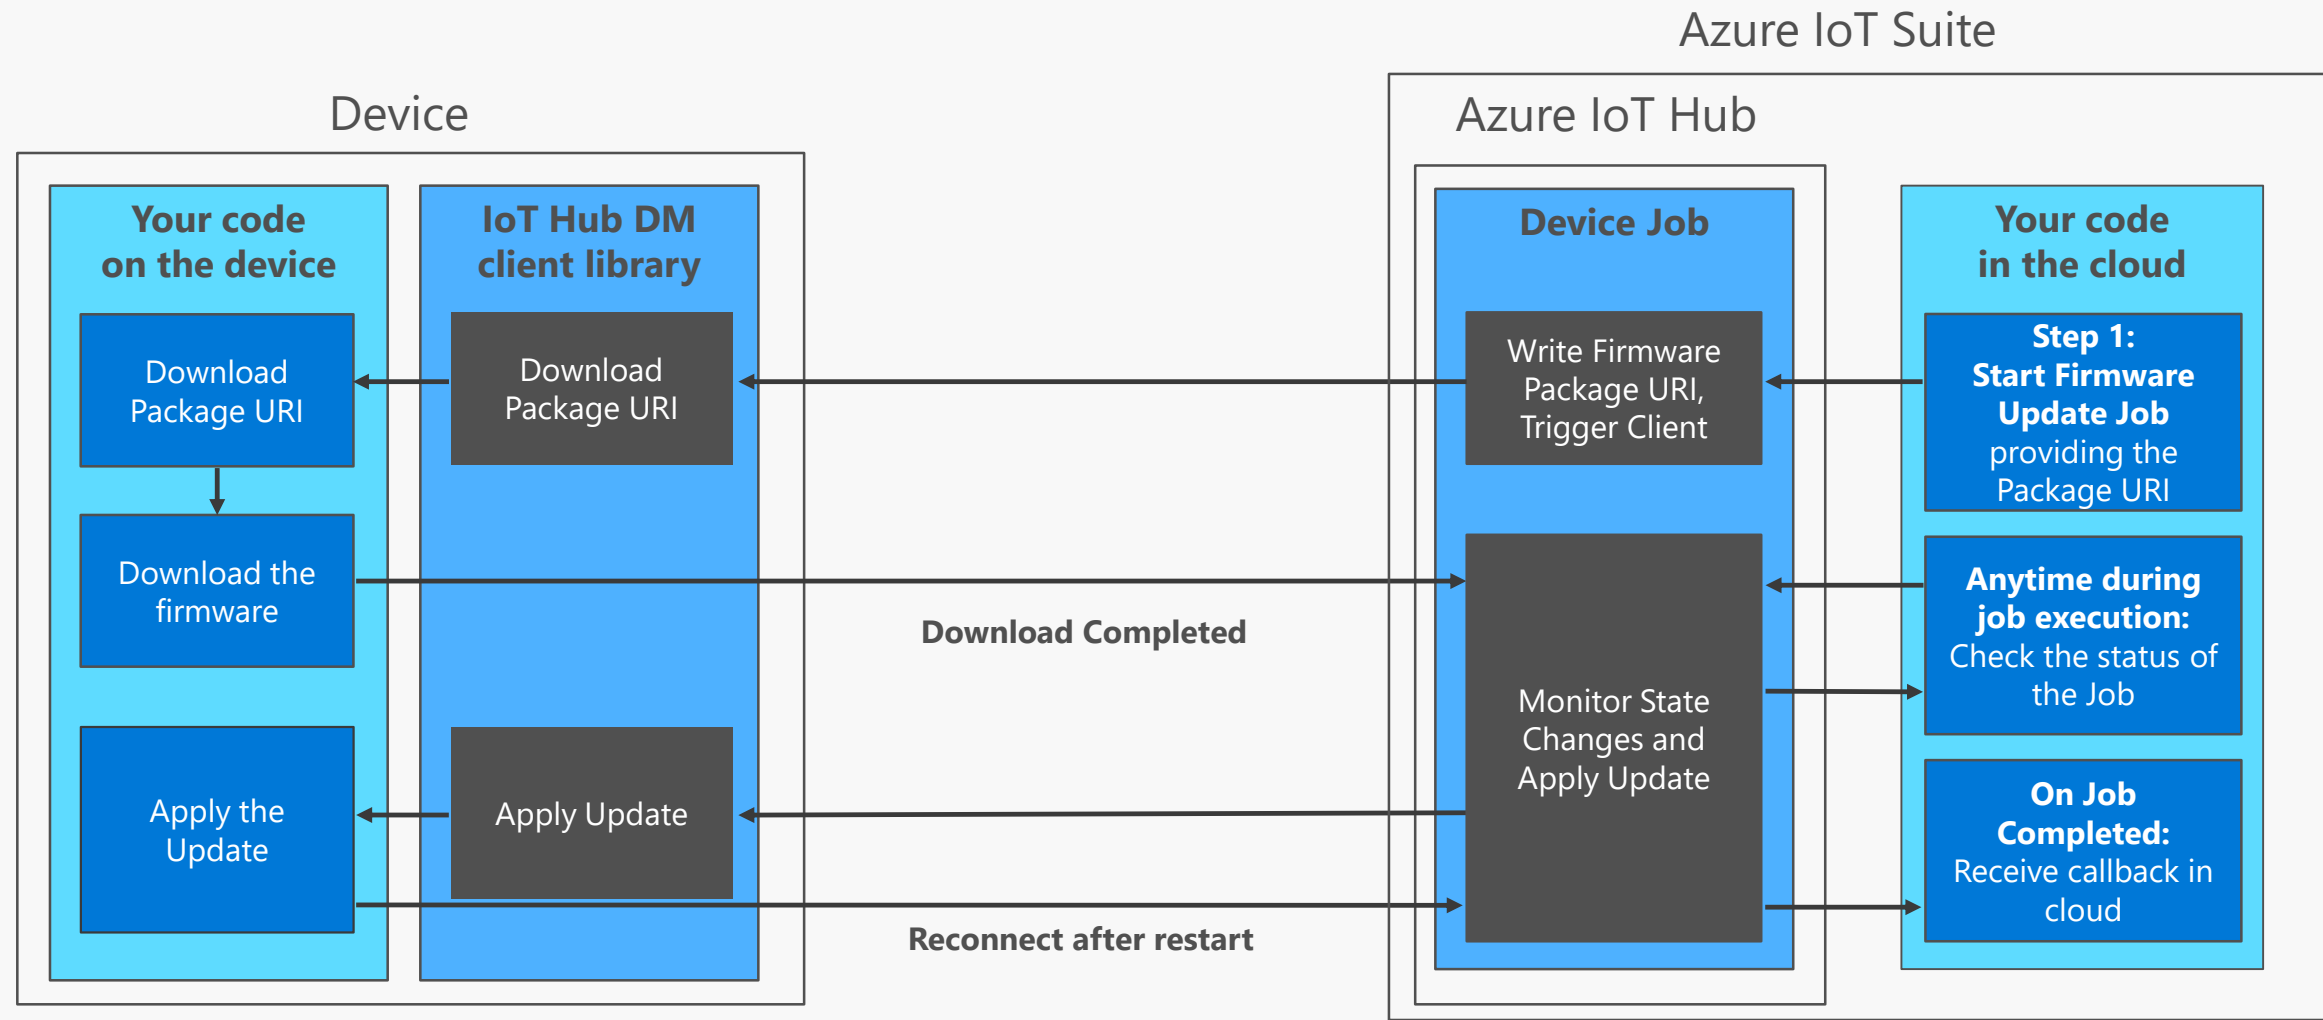 Azure IoT Suite
Device
Azure IoT Hub
Your code
on the device
IoT Hub DM
client library
Device Job
Your code
in the cloud
Download
Package URI
Download
Package URI
Write Firmware
Package URI,
Trigger Client
Step 1:
Start Firmware
Update Job
providing the
Package URI
Download the
firmware
Download Completed
Monitor State
Changes and
Apply Update
Anytime during
job execution:
Check the status of
the Job
Apply the
Update
Apply Update
On Job
Completed:
Receive callback in
cloud
Reconnect after restart